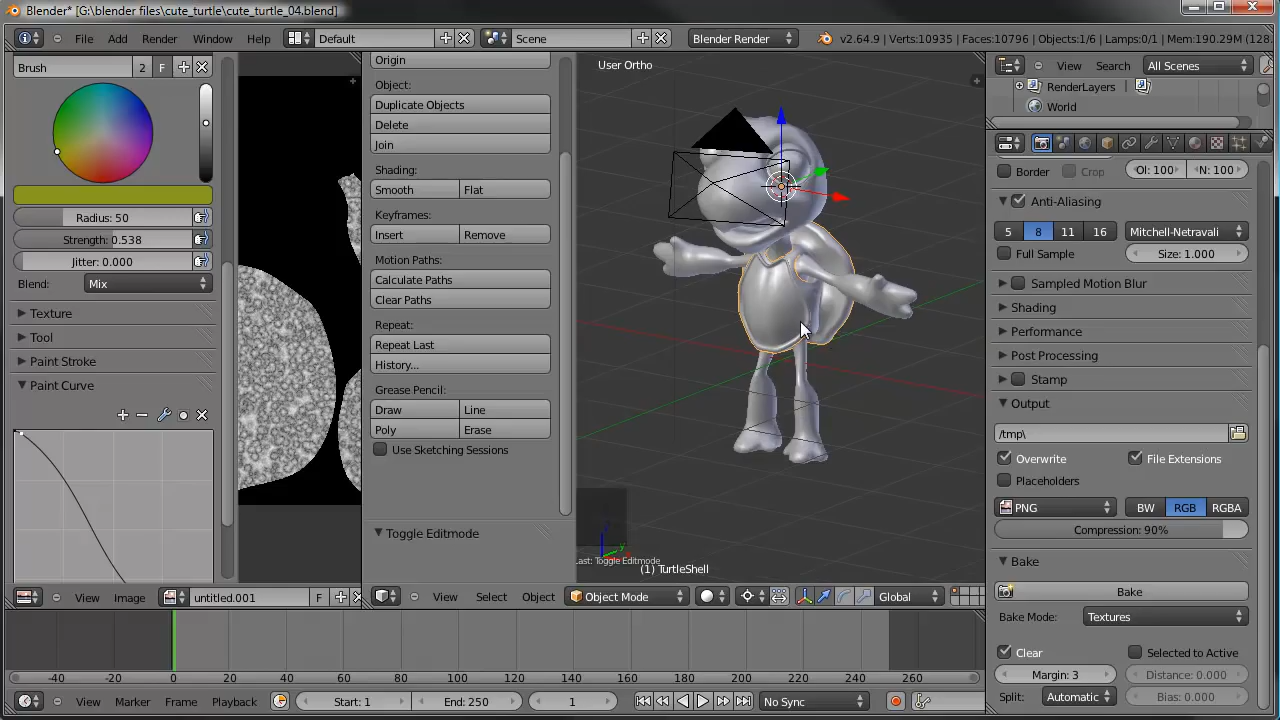 Blender* [G:\blender files\cute_turtle\cute_turtle_04.blend]
File Add Render Window Help Default Scene Blender Render v2.64.9 | Verts:10935 | Faces:10796 | Objects:1/6 | Lamps:0/1 | Mem:190.29M (128.
Brush 2 F
Radius: 50
Strength: 0.538
Jitter: 0.000
Blend: Mix
Texture
Tool
Paint Stroke
Paint Curve
View Image untitled.001 F
Origin
Object:
Duplicate Objects
Delete
Join
Shading:
Smooth Flat
Keyframes:
Insert Remove
Motion Paths:
Calculate Paths
Clear Paths
Repeat:
Repeat Last
History...
Grease Pencil:
Draw Line
Poly Erase
Use Sketching Sessions
Toggle Editmode
User Ortho
Last: Toggle Editmode
(1) TurtleShell
View Select Object Object Mode Global
View Search All Scenes
RenderLayers
World
Border Crop Ol: 100 N: 100
Anti-Aliasing
5 8 11 16 Mitchell-Netravali
Full Sample Size: 1.000
Sampled Motion Blur
Shading
Performance
Post Processing
Stamp
Output
/tmp\
Overwrite File Extensions
Placeholders
PNG BW RGB RGBA
Compression: 90%
Bake
Bake
Bake Mode: Textures
Clear Selected to Active
Margin: 3 Distance: 0.000
Split: Automatic Bias: 0.000
-40 -20 0 20 40 60 80 100 120 140 160 180 200 220 240 260
View Marker Frame Playback Start: 1 End: 250 1 No Sync